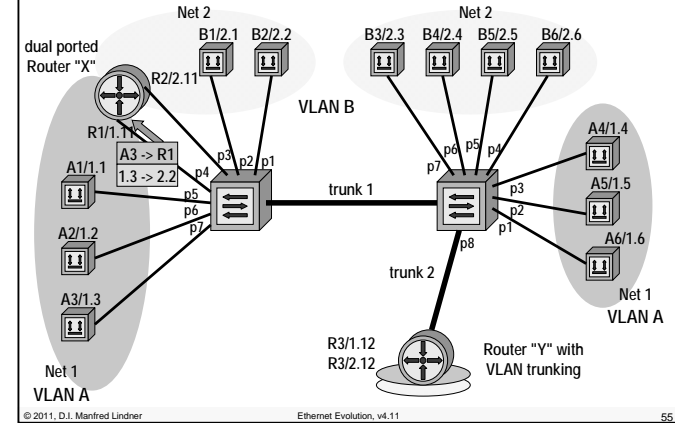 Net 2
Net 2
dual ported
Router "X"
B1/2.1
B2/2.2
B3/2.3
B4/2.4
B5/2.5
B6/2.6
R2/2.11
VLAN B
R1/1.11
A3 -> R1
1.3 -> 2.2
p3
p2
p1
p4
p5
p6
p7
A1/1.1
A2/1.2
A3/1.3
trunk 1
p7
p6
p5
p4
p3
p2
p1
p8
A4/1.4
A5/1.5
A6/1.6
trunk 2
Net 1
VLAN A
R3/1.12
R3/2.12
Router "Y" with
VLAN trunking
Net 1
VLAN A
© 2011, D.I. Manfred Lindner
Ethernet Evolution, v4.11
55